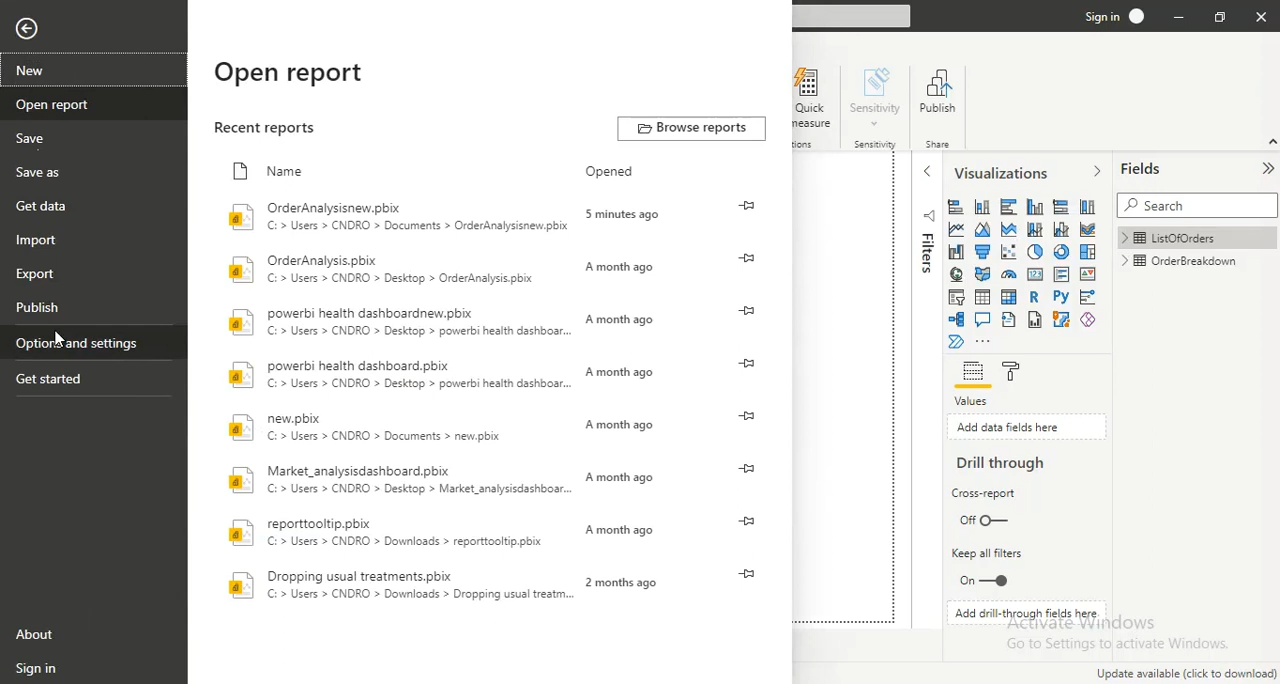 New
Open report
Save
Save as
Get data
Import
Export
Publish
Options and settings
Get started
About
Sign in
Open report
Recent reports
Browse reports
Name Opened
OrderAnalysisnew.pbix
C: > Users > CNDRO > Documents > OrderAnalysisnew.pbix
5 minutes ago
OrderAnalysis.pbix
C: > Users > CNDRO > Desktop > OrderAnalysis.pbix
A month ago
powerbi health dashboardnew.pbix
C: > Users > CNDRO > Desktop > powerbi health dashboar...
A month ago
powerbi health dashboard.pbix
C: > Users > CNDRO > Desktop > powerbi health dashboar...
A month ago
new.pbix
C: > Users > CNDRO > Documents > new.pbix
A month ago
Market_analysisdashboard.pbix
C: > Users > CNDRO > Desktop > Market_analysisdashboar...
A month ago
reporttooltip.pbix
C: > Users > CNDRO > Downloads > reporttooltip.pbix
A month ago
Dropping usual treatments.pbix
C: > Users > CNDRO > Downloads > Dropping usual treatm...
2 months ago
Sign in
Quick
measure
Sensitivity
Publish
Sensitivity
Share
Filters
Visualizations
R Py
123
Values
Add data fields here
Drill through
Cross-report
Off
Keep all filters
On
Add drill-through fields here
Fields
Search
ListOfOrders
OrderBreakdown
Activate Windows
Go to Settings to activate Windows.
Update available (click to download)